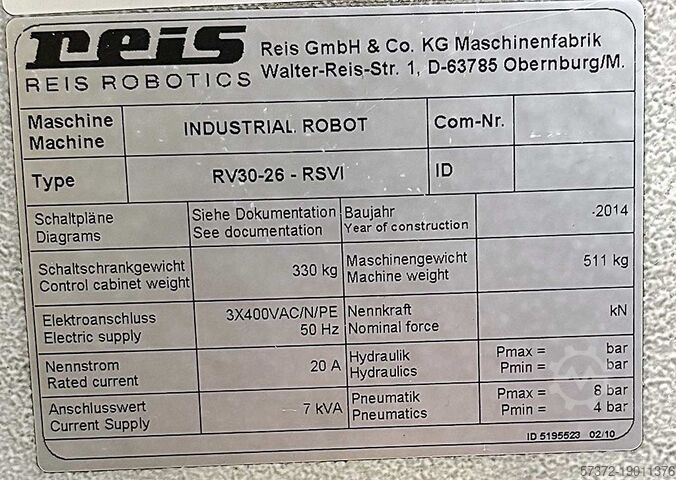 reis
REIS ROBOTICS
Reis GmbH & Co. KG Maschinenfabrik
Walter-Reis-Str. 1, D-63785 Obernburg/M.
Maschine
Machine
INDUSTRIAL ROBOT
Com-Nr.
Type
RV30-26 - RSVI
ID
Schaltpläne
Diagrams
Siehe Dokumentation
See documentation
Baujahr
Year of construction
2014
Schaltschrankgewicht
Control cabinet weight
330 kg
Maschinengewicht
Machine weight
511 kg
Elektroanschluss
Electric supply
3X400VAC/N/PE
50 Hz
Nennkraft
Nominal force
kN
Nennstrom
Rated current
20 A
Hydraulik
Hydraulics
Pmax = bar
Pmin = bar
Anschlusswert
Current Supply
7 kVA
Pneumatik
Pneumatics
Pmax = 8 bar
Pmin = 4 bar
ID 5195523 02/10
57372-19011376